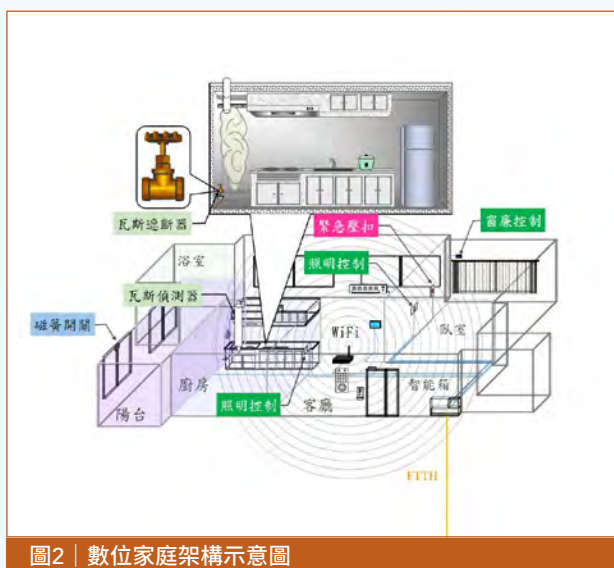 瓦斯遮斷器
緊急壓扣
窗廉控制
浴室
照明控制
瓦斯偵測器
磁簧開關
WiFi
臥室
廚房
智能箱
陽台
照明控制
客廳
FTTH
圖2｜數位家庭架構示意圖